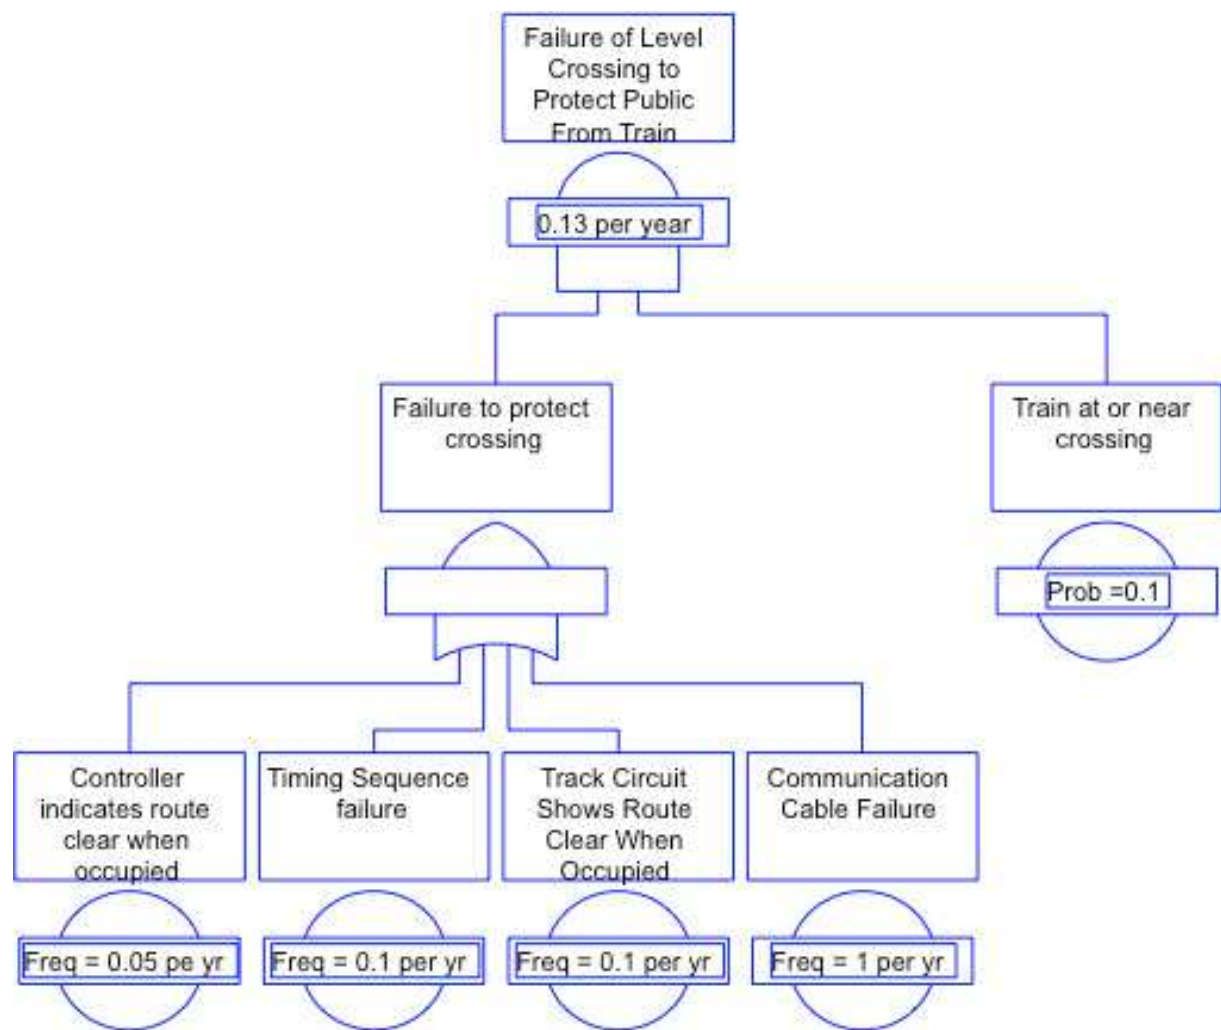 Failure of Level
Crossing to
Protect Public
From Train
0.13 per year
Failure to protect
crossing
Train at or near
crossing
Prob =0.1
Controller
indicates route
clear when
occupied
Freq = 0.05 pe yr
Timing Sequence
failure
Freq = 0.1 per yr
Track Circuit
Shows Route
Clear When
Occupied
Freq = 0.1 per yr
Communication
Cable Failure
Freq = 1 per yr